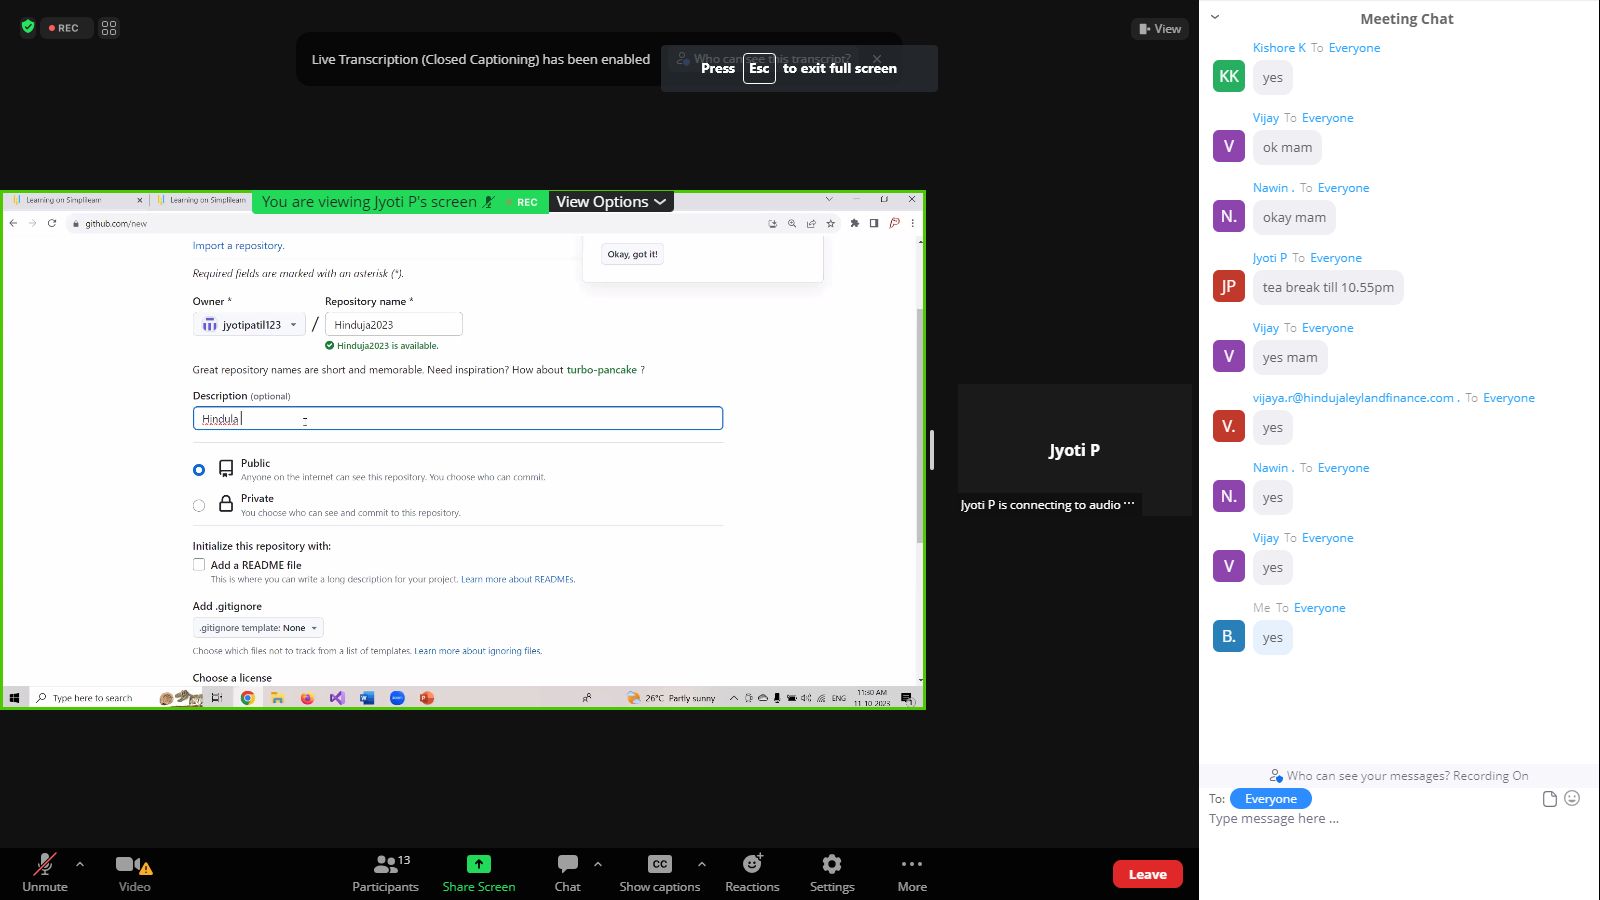 REC
View
Live Transcription (Closed Captioning) has been enabled
Who can see this transcript?
Press Esc to exit full screen
Learning on Simplilearn
Learning on Simplilearn
You are viewing Jyoti P's screen
REC
View Options
github.com/new
Import a repository.
Okay, got it!
Required fields are marked with an asterisk (*).
Owner *
Repository name *
jyotipatil123
/
Hinduja2023
Hinduja2023 is available.
Great repository names are short and memorable. Need inspiration? How about turbo-pancake ?
Description (optional)
Hindula
Public
Anyone on the internet can see this repository. You choose who can commit.
Private
You choose who can see and commit to this repository.
Initialize this repository with:
Add a README file
This is where you can write a long description for your project. Learn more about READMEs.
Add .gitignore
.gitignore template: None
Choose which files not to track from a list of templates. Learn more about ignoring files.
Choose a license
Type here to search
26°C Partly sunny
ENG
11:30 AM
11-10-2023
Jyoti P
Jyoti P is connecting to audio ...
Unmute
Video
Participants
13
Share Screen
Chat
CC
Show captions
Reactions
Settings
More
Leave
Meeting Chat
Kishore K To Everyone
KK
yes
Vijay To Everyone
V
ok mam
Nawin . To Everyone
N.
okay mam
Jyoti P To Everyone
JP
tea break till 10.55pm
Vijay To Everyone
V
yes mam
vijaya.r@hindujaleylandfinance.com . To Everyone
V.
yes
Nawin . To Everyone
N.
yes
Vijay To Everyone
V
yes
Me To Everyone
B.
yes
Who can see your messages? Recording On
To: Everyone
Type message here ...